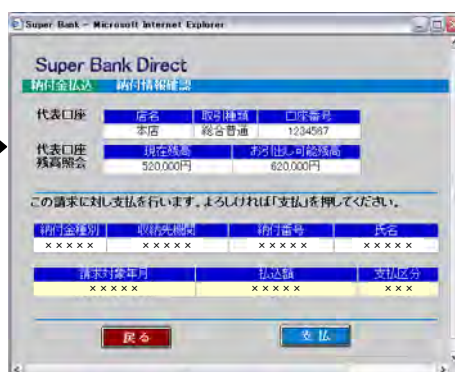 Super Bank - Microsoft Internet Explorer
Super Bank Direct
納付金払込 納付情報確認
代表口座 店名 取引種類 口座番号
本店 総合普通 1234567
代表口座 現在残高 お引出し可能残高
残高照会 520,000円 620,000円
この請求に対し支払を行います。よろしければ「支払」を押してください。
納付金種別 収納先機関 納付番号 氏名
××××× ××××× ××××× ×××××
請求対象年月 払込額 支払区分
××××× ××××× ×××
戻る 支払